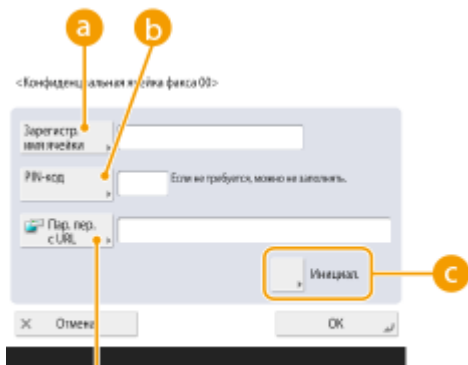 a
b
<Конфиденциальная ячейка факса 00>
Зарегистр.
имя ячейки
PIN-код
Если не требуется, можно не заполнять.
Пар. пер.
с URL
Инициал.
c
Отмена
OK